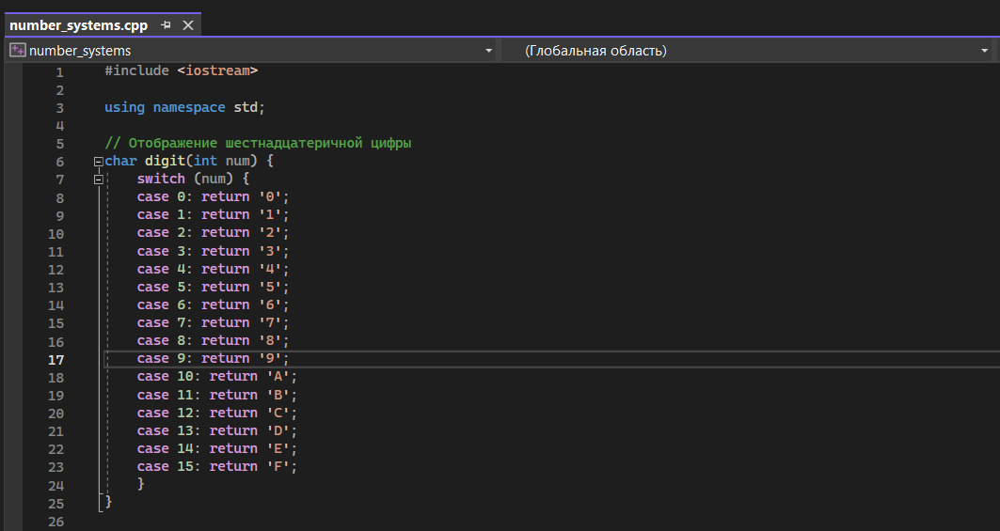 number_systems.cpp
number_systems (Глобальная область)
1 #include <iostream>
2
3 using namespace std;
4
5 // Отображение шестнадцатеричной цифры
6 char digit(int num) {
7 switch (num) {
8 case 0: return '0';
9 case 1: return '1';
10 case 2: return '2';
11 case 3: return '3';
12 case 4: return '4';
13 case 5: return '5';
14 case 6: return '6';
15 case 7: return '7';
16 case 8: return '8';
17 case 9: return '9';
18 case 10: return 'A';
19 case 11: return 'B';
20 case 12: return 'C';
21 case 13: return 'D';
22 case 14: return 'E';
23 case 15: return 'F';
24 }
25 }
26